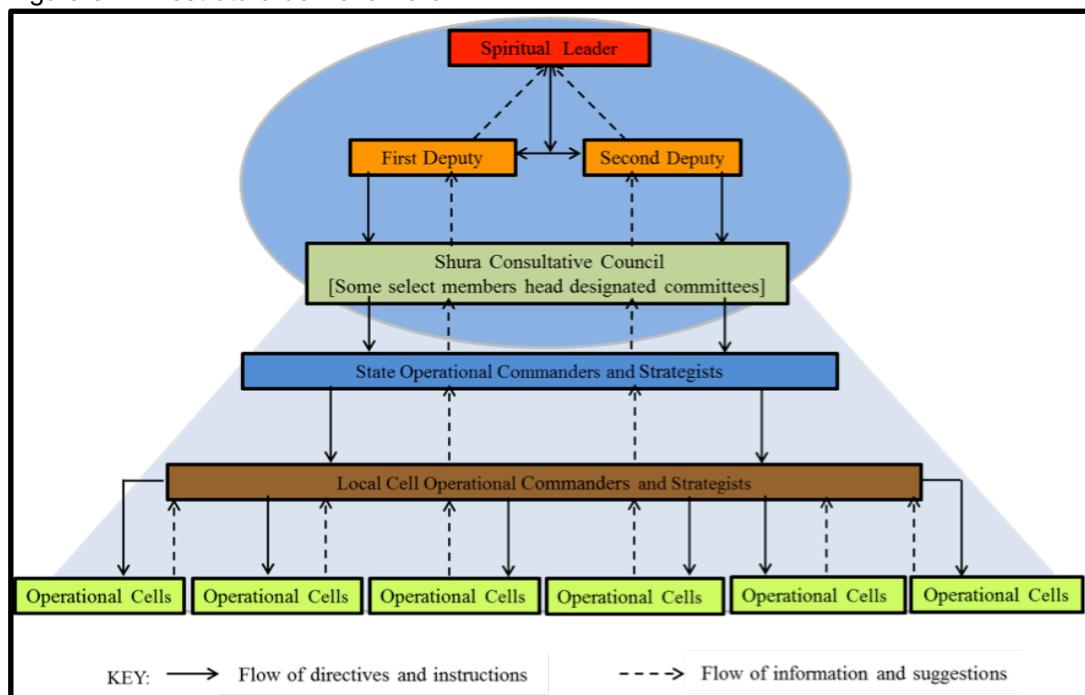 Spiritual Leader
First Deputy
Second Deputy
Shura Consultative Council
[Some select members head designated committees]
State Operational Commanders and Strategists
Local Cell Operational Commanders and Strategists
Operational Cells
Operational Cells
Operational Cells
Operational Cells
Operational Cells
Operational Cells
KEY:
Flow of directives and instructions
Flow of information and suggestions